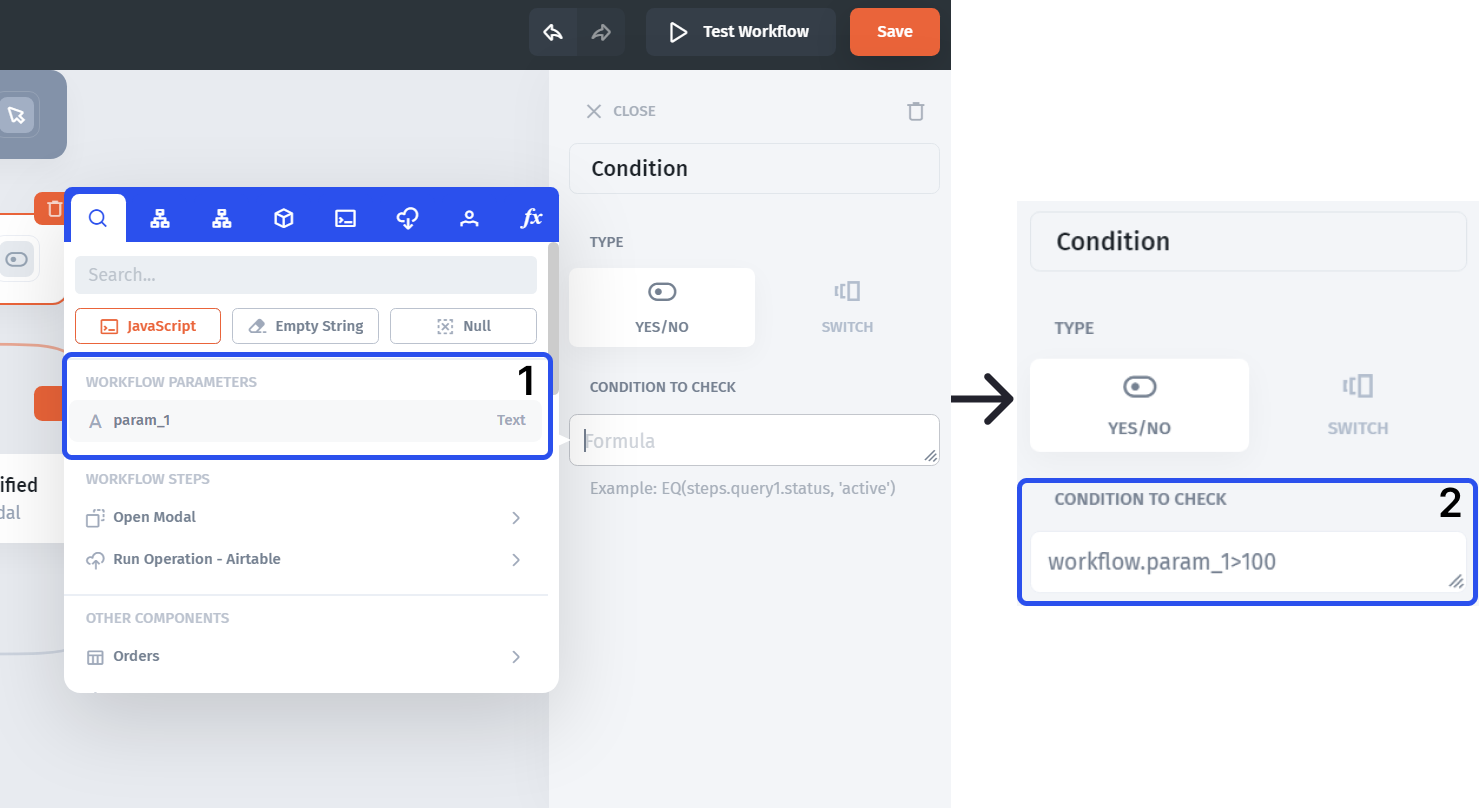 Test Workflow
Save
CLOSE
Condition
TYPE
YES/NO
SWITCH
CONDITION TO CHECK
Formula
Example: EQ(steps.query1.status, 'active')
fx
Search...
JavaScript
Empty String
Null
WORKFLOW PARAMETERS
1
A
param_1
Text
WORKFLOW STEPS
Open Modal
Run Operation - Airtable
OTHER COMPONENTS
Orders
ified
dal
Condition
TYPE
YES/NO
SWITCH
CONDITION TO CHECK
2
workflow.param_1>100